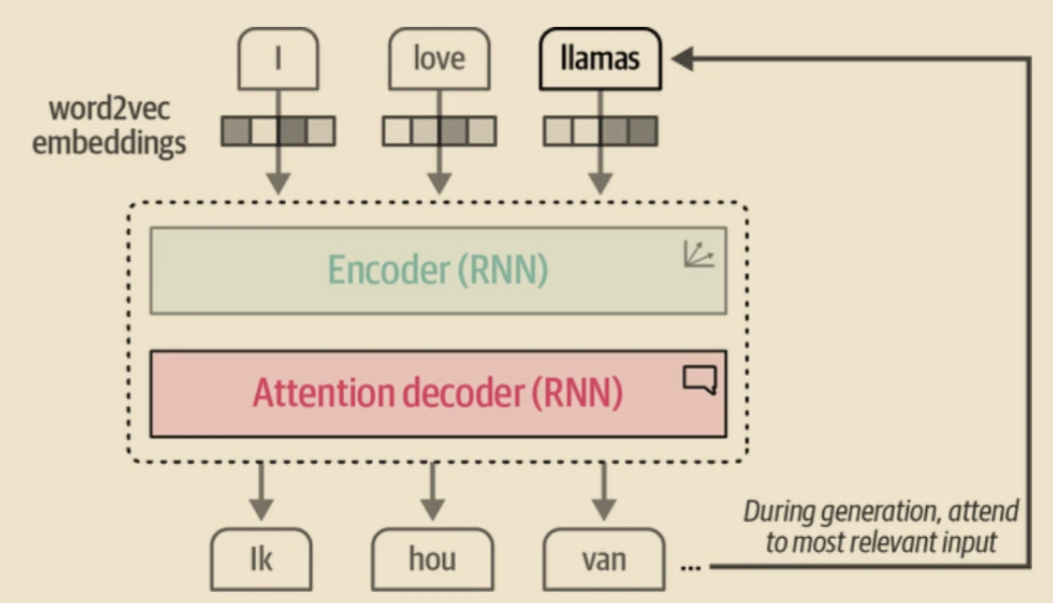 I
love
llamas
word2vec
embeddings
Encoder (RNN)
Attention decoder (RNN)
During generation, attend
to most relevant input
Ik
hou
van
...